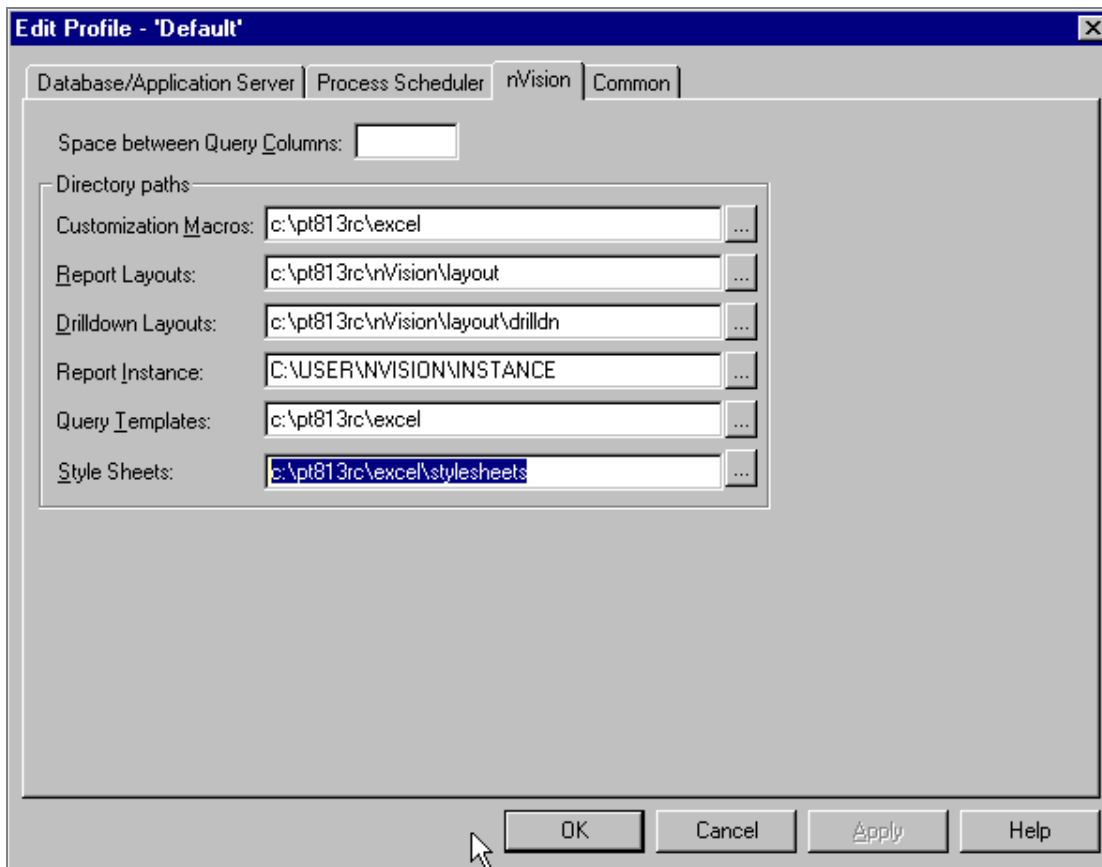 Edit Profile - 'Default'
Database/Application Server Process Scheduler nVision Common
Space between Query Columns:
Directory paths
Customization Macros: c:\pt813rc\excel ...
Report Layouts: c:\pt813rc\nVision\layout ...
Drilldown Layouts: c:\pt813rc\nVision\layout\drilldn ...
Report Instance: C:\USER\NVISION\INSTANCE ...
Query Templates: c:\pt813rc\excel ...
Style Sheets: c:\pt813rc\excel\stylesheets ...
OK Cancel Apply Help